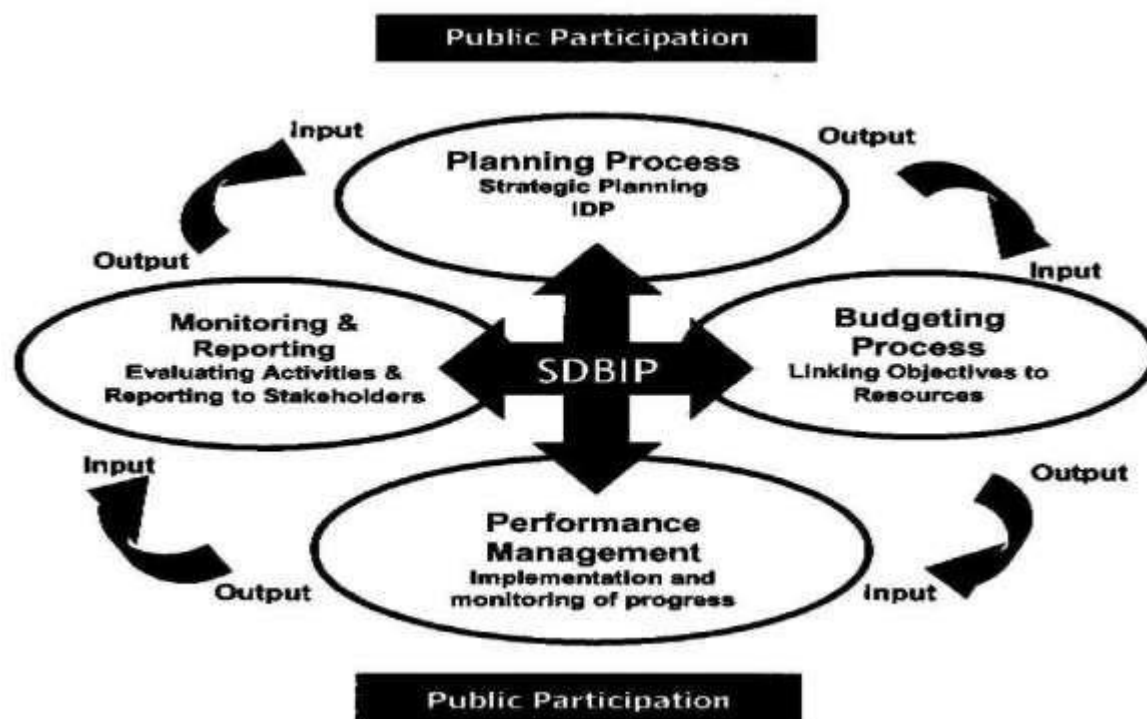 Public Participation
Input
Output
Planning Process
Strategic Planning
IDP
Output
Input
Monitoring &
Reporting
Evaluating Activities &
Reporting to Stakeholders
SDBIP
Budgeting
Process
Linking Objectives to
Resources
Input
Output
Performance
Management
Implementation and
monitoring of progress
Output
Input
Public Participation